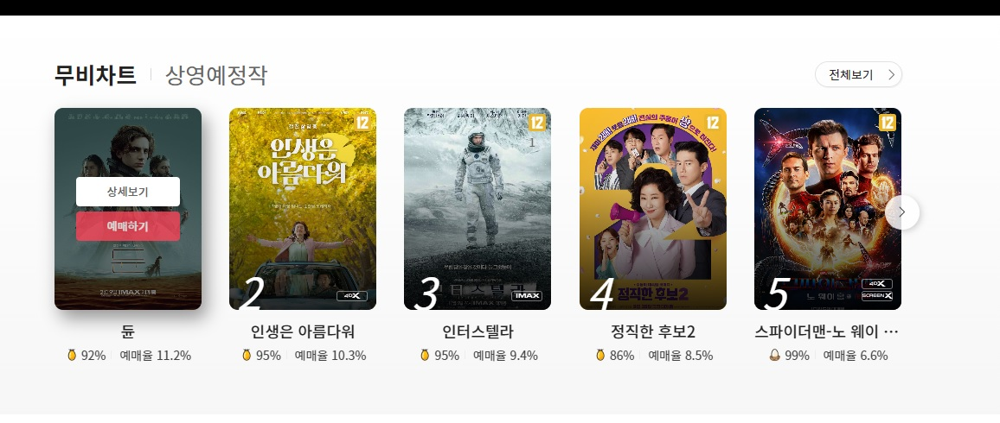 무비차트 상영예정작
전체보기
상세보기
예매하기
IMAX
듄
92% 예매율 11.2%
12
인생은
아름다워
2
4DX
인생은 아름다워
95% 예매율 10.3%
12
3
IMAX
인터스텔라
95% 예매율 9.4%
12
정직한 후보2
4
정직한 후보2
86% 예매율 8.5%
12
노 웨이 홈
5
4DX
SCREENX
스파이더맨-노 웨이 …
99% 예매율 6.6%